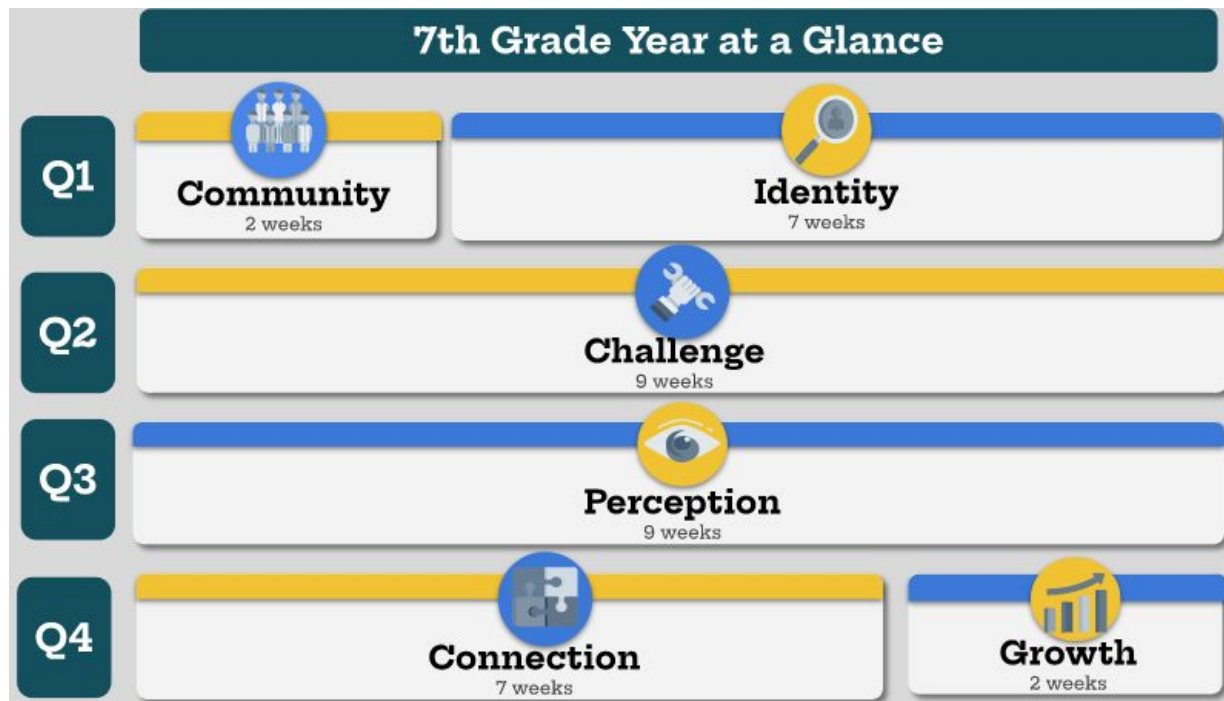 7th Grade Year at a Glance
Q1
Community
2 weeks
Identity
7 weeks
Q2
Challenge
9 weeks
Q3
Perception
9 weeks
Q4
Connection
7 weeks
Growth
2 weeks